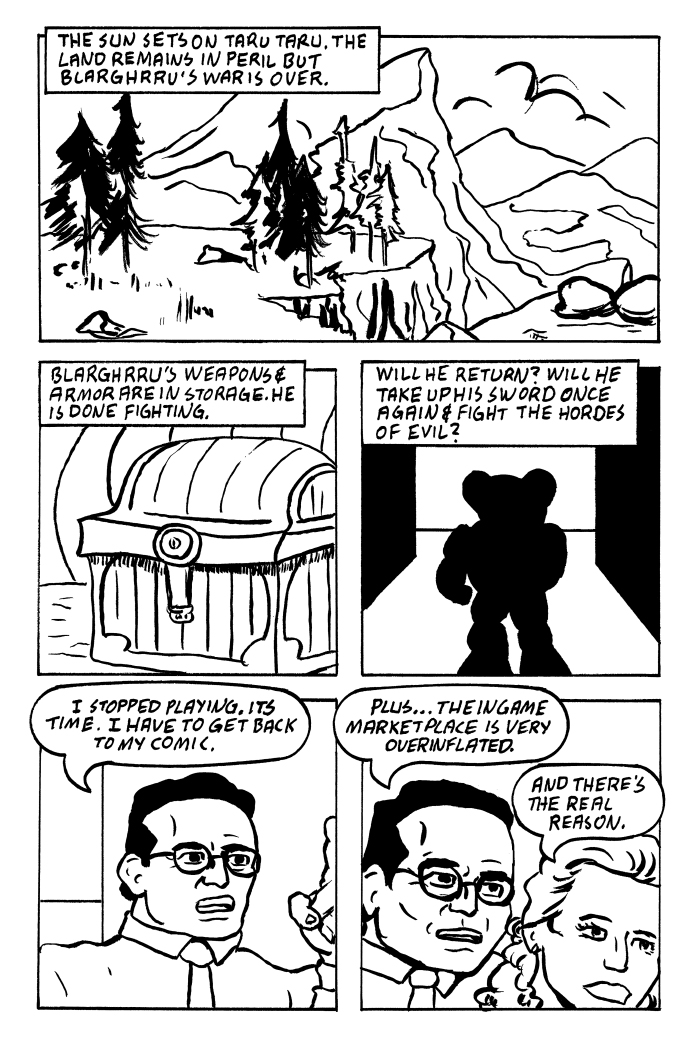 THE SUN SETS ON TARU TARU. THE
LAND REMAINS IN PERIL BUT
BLARGHRRU'S WAR IS OVER.
BLARGHRRU'S WEAPONS &
ARMOR ARE IN STORAGE. HE
IS DONE FIGHTING.
WILL HE RETURN? WILL HE
TAKE UP HIS SWORD ONCE
AGAIN & FIGHT THE HORDES
OF EVIL?
I STOPPED PLAYING. ITS
TIME. I HAVE TO GET BACK
TO MY COMIC.
PLUS... THE INGAME
MARKETPLACE IS VERY
OVERINFLATED.
AND THERE'S
THE REAL
REASON.